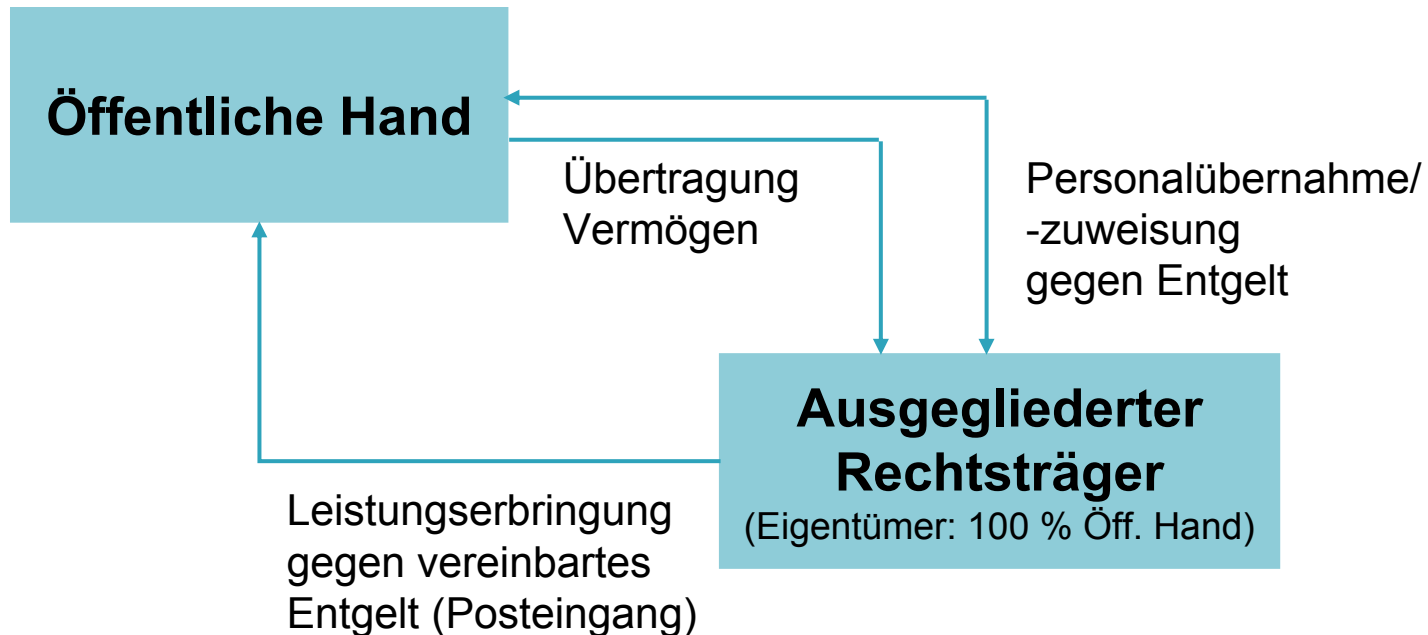 Öffentliche Hand
Übertragung
Vermögen
Personalübernahme/
-zuweisung
gegen Entgelt
Ausgegliederter
Rechtsträger
(Eigentümer: 100 % Öff. Hand)
Leistungserbringung
gegen vereinbartes
Entgelt (Posteingang)